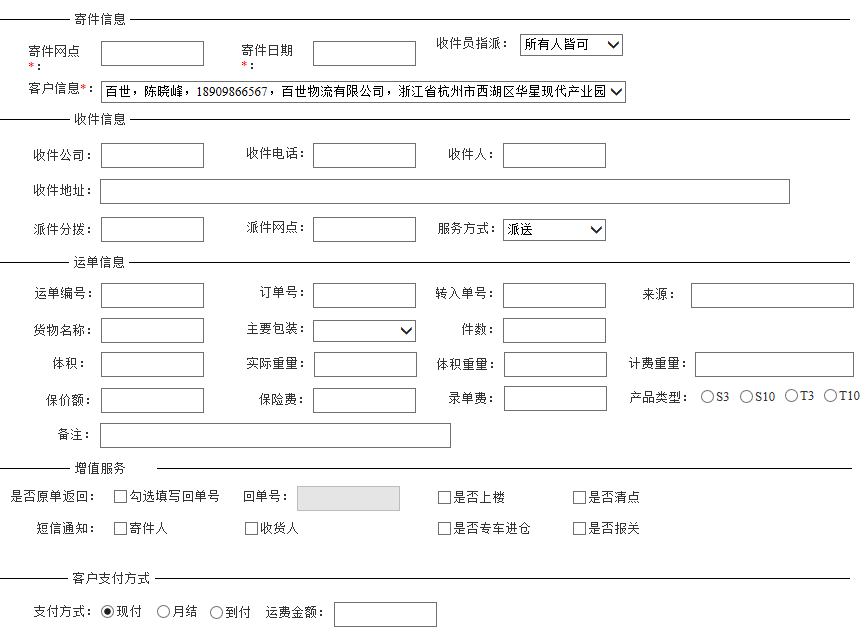 寄件信息
寄件网点*： 寄件日期*： 收件员指派： 所有人皆可
客户信息*： 百世，陈晓峰，18909866567，百世物流有限公司，浙江省杭州市西湖区华星现代产业园
收件信息
收件公司： 收件电话： 收件人：
收件地址：
派件分拨： 派件网点： 服务方式： 派送
运单信息
运单编号： 订单号： 转入单号： 来源：
货物名称： 主要包装： 件数：
体积： 实际重量： 体积重量： 计费重量：
保价额： 保险费： 录单费： 产品类型： S3 S10 T3 T10
备注：
增值服务
是否原单返回： 勾选填写回单号 回单号： 是否上楼 是否清点
短信通知： 寄件人 收货人 是否专车进仓 是否报关
客户支付方式
支付方式： 现付 月结 到付 运费金额：